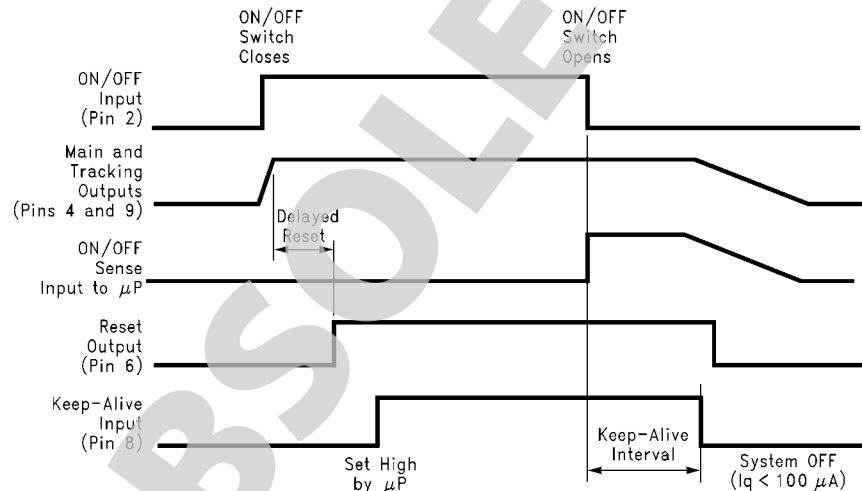 ON/OFF
Switch
Closes
ON/OFF
Switch
Opens
ON/OFF
Input
(Pin 2)
Main and
Tracking
Outputs
(Pins 4 and 9)
Delayed
Reset
ON/OFF
Sense
Input to μP
Reset
Output
(Pin 6)
Keep-Alive
Input
(Pin 8)
Set High
by μP
Keep-Alive
Interval
System OFF
(Iq < 100 μA)
BSOLE